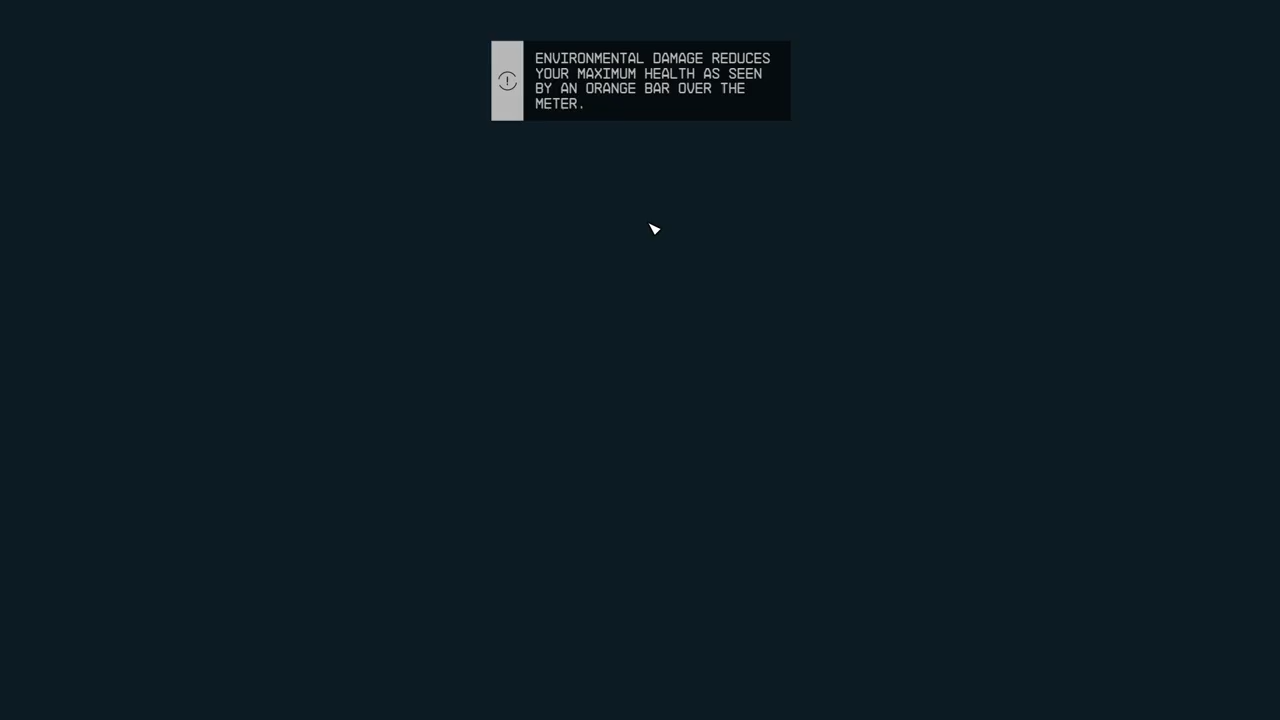 ENVIRONMENTAL DAMAGE REDUCES
YOUR MAXIMUM HEALTH AS SEEN
BY AN ORANGE BAR OVER THE
METER.